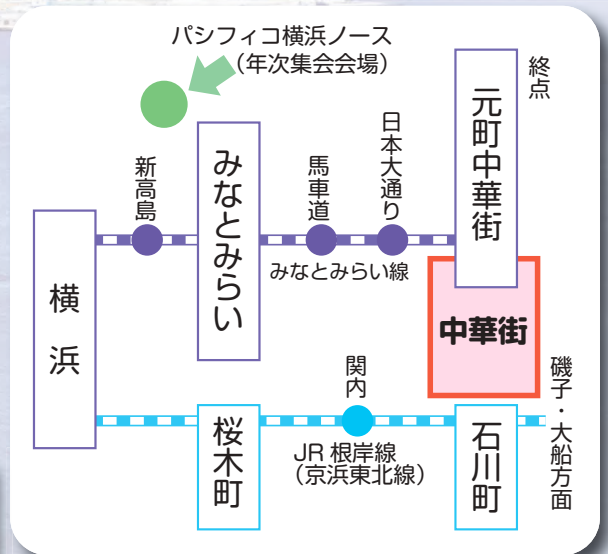 パシフィコ横浜ノース
（年次集会会場）
終点
元町中華街
日本大通り
馬車道
みなとみらい
新高島
みなとみらい線
横浜
中華街
関内
磯子・大船方面
桜木町
JR 根岸線
（京浜東北線）
石川町